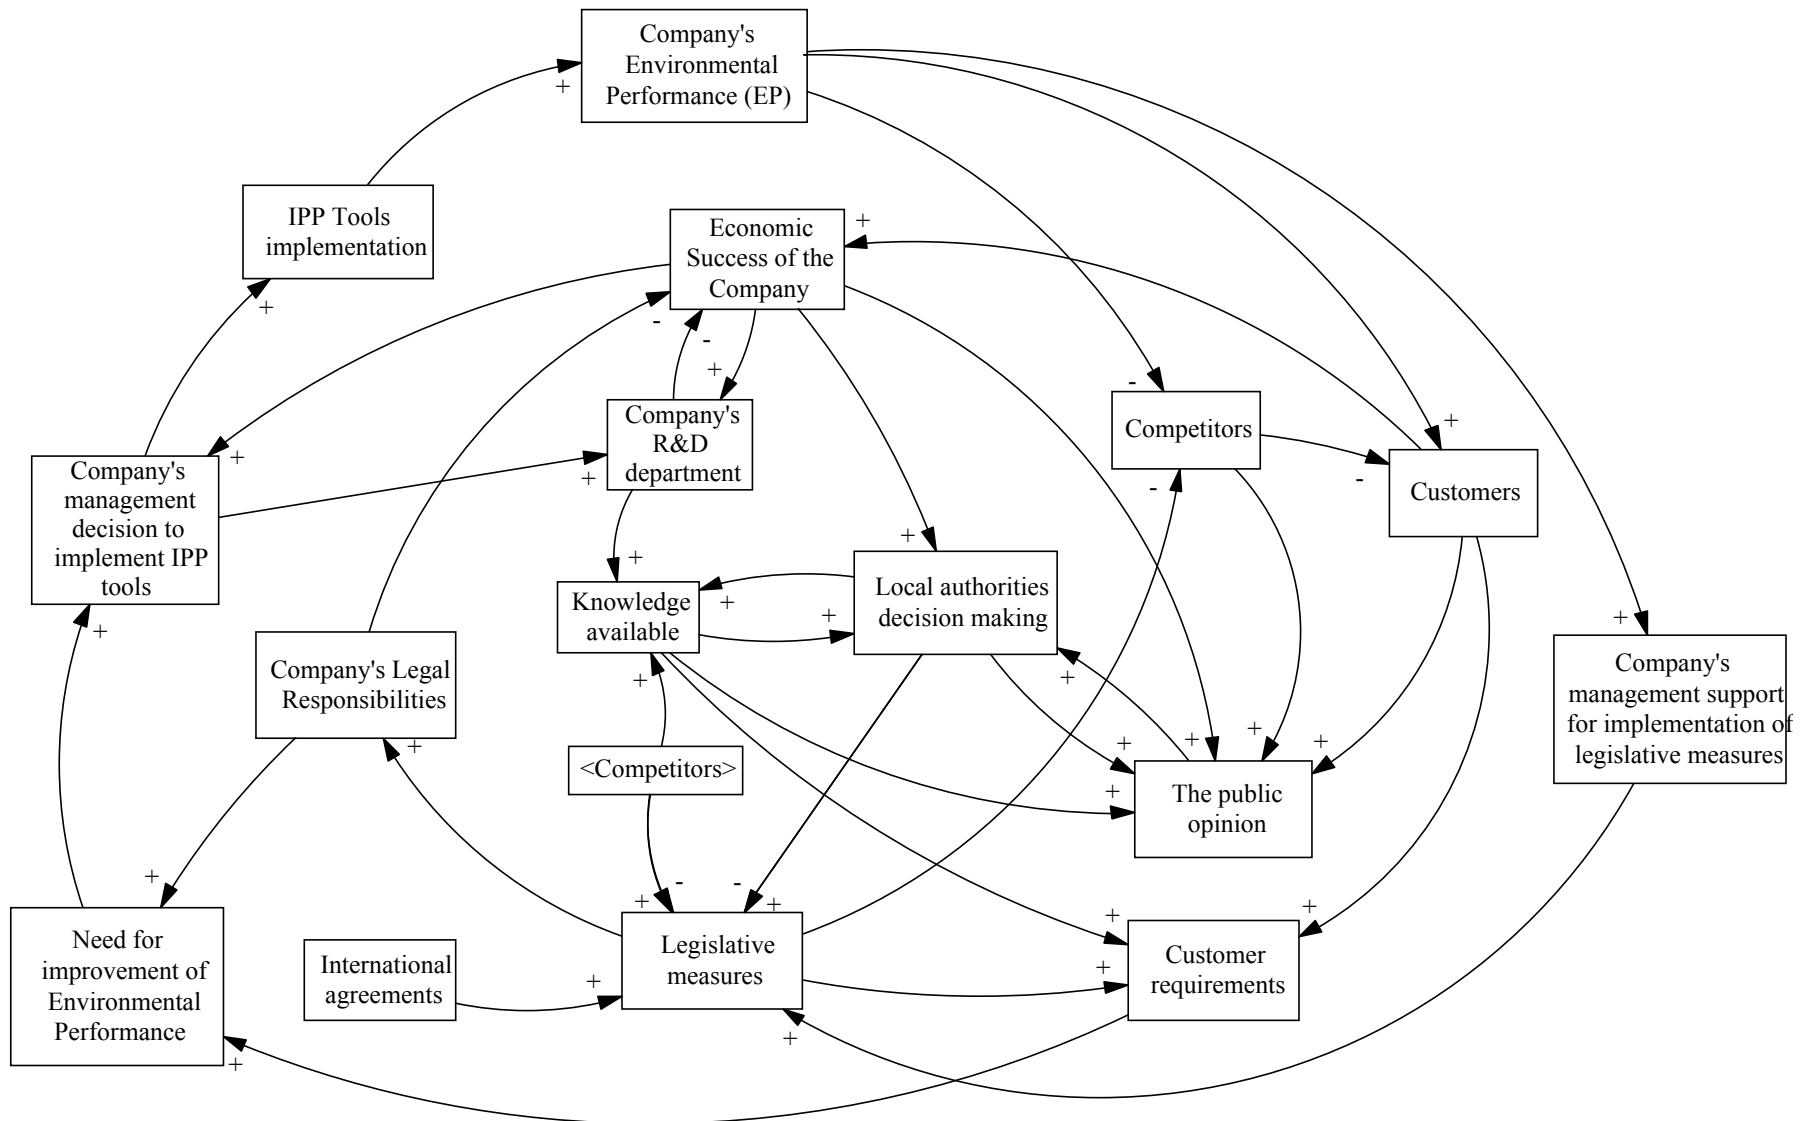 Company's
Environmental
Performance (EP)
+
IPP Tools
implementation
+
Economic
Success of the
Company
+
-
-
+
+
-
+
Company's
R&D
department
+
Competitors
-
Customers
-
+
Company's
management
decision to
implement IPP
tools
+
+
+
Knowledge
available
+
+
Local authorities
decision making
+
+
Company's
management support
for implementation of
legislative measures
+
Company's Legal
Responsibilities
+
+
<Competitors>
+
+
+
+
+
The public
opinion
+
Need for
improvement of
Environmental
Performance
+
International
agreements
+
+
-
-
+
Legislative
measures
+
+
+
+
Customer
requirements
+